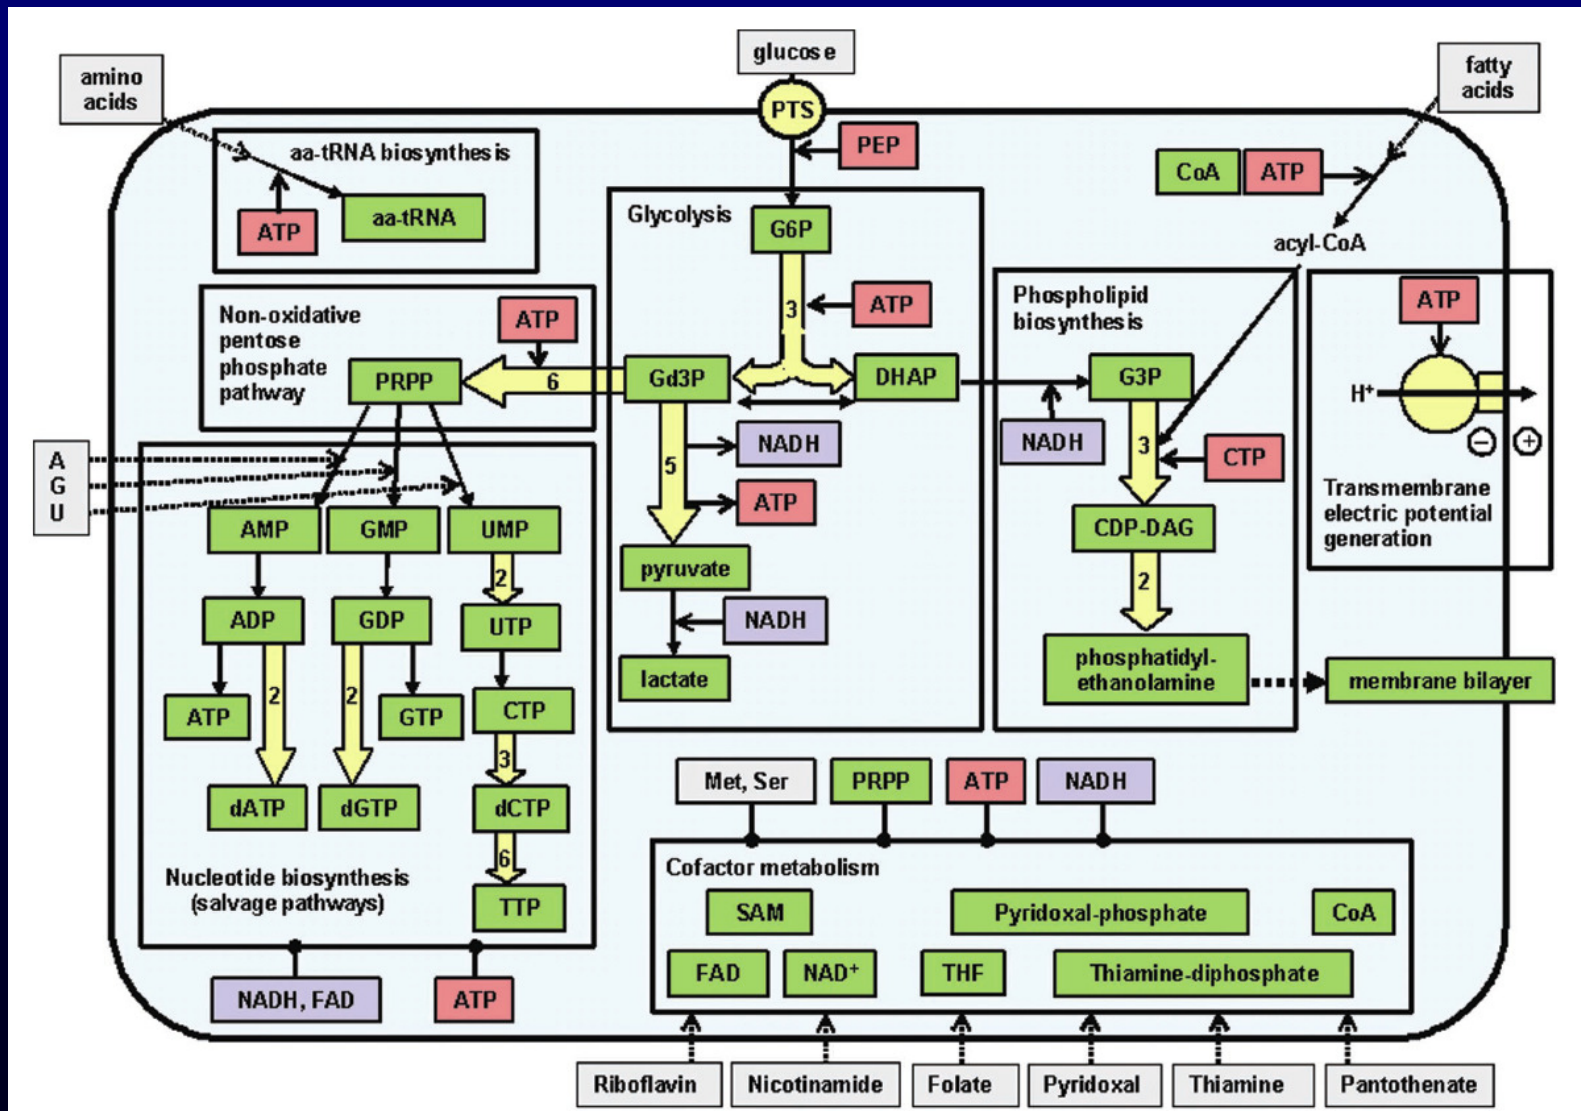 glucose
amino
acids
fatty
acids
PTS
PEP
aa-tRNA biosynthesis
ATP
aa-tRNA
CoA
ATP
acyl-CoA
Glycolysis
G6P
3
ATP
Gd3P
DHAP
NADH
5
ATP
pyruvate
NADH
lactate
Non-oxidative
pentose
phosphate
pathway
ATP
PRPP
6
Phospholipid
biosynthesis
G3P
NADH
3
CTP
CDP-DAG
2
phosphatidyl-
ethanolamine
membrane bilayer
ATP
H+
−
+
Transmembrane
electric potential
generation
A
G
U
AMP
GMP
UMP
2
ADP
GDP
UTP
2
2
ATP
GTP
CTP
3
dATP
dGTP
dCTP
6
TTP
Nucleotide biosynthesis
(salvage pathways)
NADH, FAD
ATP
Met, Ser
PRPP
ATP
NADH
Cofactor metabolism
SAM
Pyridoxal-phosphate
CoA
FAD
NAD+
THF
Thiamine-diphosphate
Riboflavin
Nicotinamide
Folate
Pyridoxal
Thiamine
Pantothenate